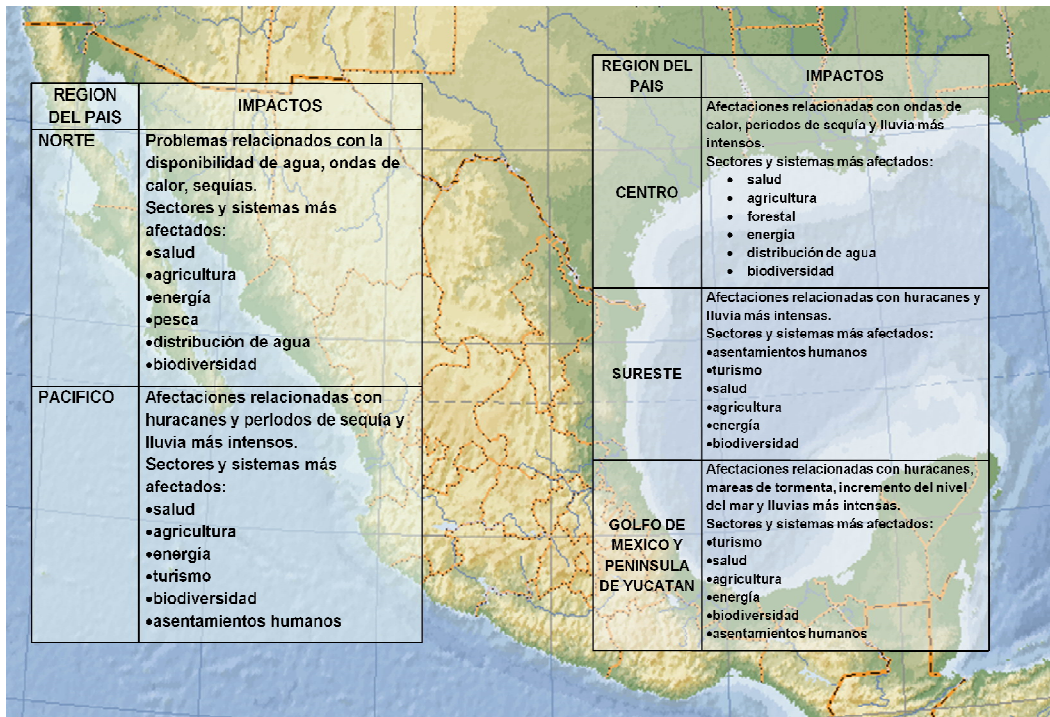 REGION
DEL PAIS
IMPACTOS
NORTE
Problemas relacionados con la
disponibilidad de agua, ondas de
calor, sequías.
Sectores y sistemas más
afectados:
•salud
•agricultura
•energía
•pesca
•distribución de agua
•biodiversidad
PACIFICO
Afectaciones relacionadas con
huracanes y periodos de sequía y
lluvia más intensos.
Sectores y sistemas más
afectados:
•salud
•agricultura
•energía
•turismo
•biodiversidad
•asentamientos humanos
REGION DEL
PAIS
IMPACTOS
CENTRO
Afectaciones relacionadas con ondas de
calor, periodos de sequía y lluvia más
intensos.
Sectores y sistemas más afectados:
• salud
• agricultura
• forestal
• energía
• distribución de agua
• biodiversidad
SURESTE
Afectaciones relacionadas con huracanes y
lluvia más intensas.
Sectores y sistemas más afectados:
•asentamientos humanos
•turismo
•salud
•agricultura
•energía
•biodiversidad
GOLFO DE
MEXICO Y
PENINSULA
DE YUCATAN
Afectaciones relacionadas con huracanes,
mareas de tormenta, incremento del nivel
del mar y lluvias más intensas.
Sectores y sistemas más afectados:
•turismo
•salud
•agricultura
•energía
•biodiversidad
•asentamientos humanos